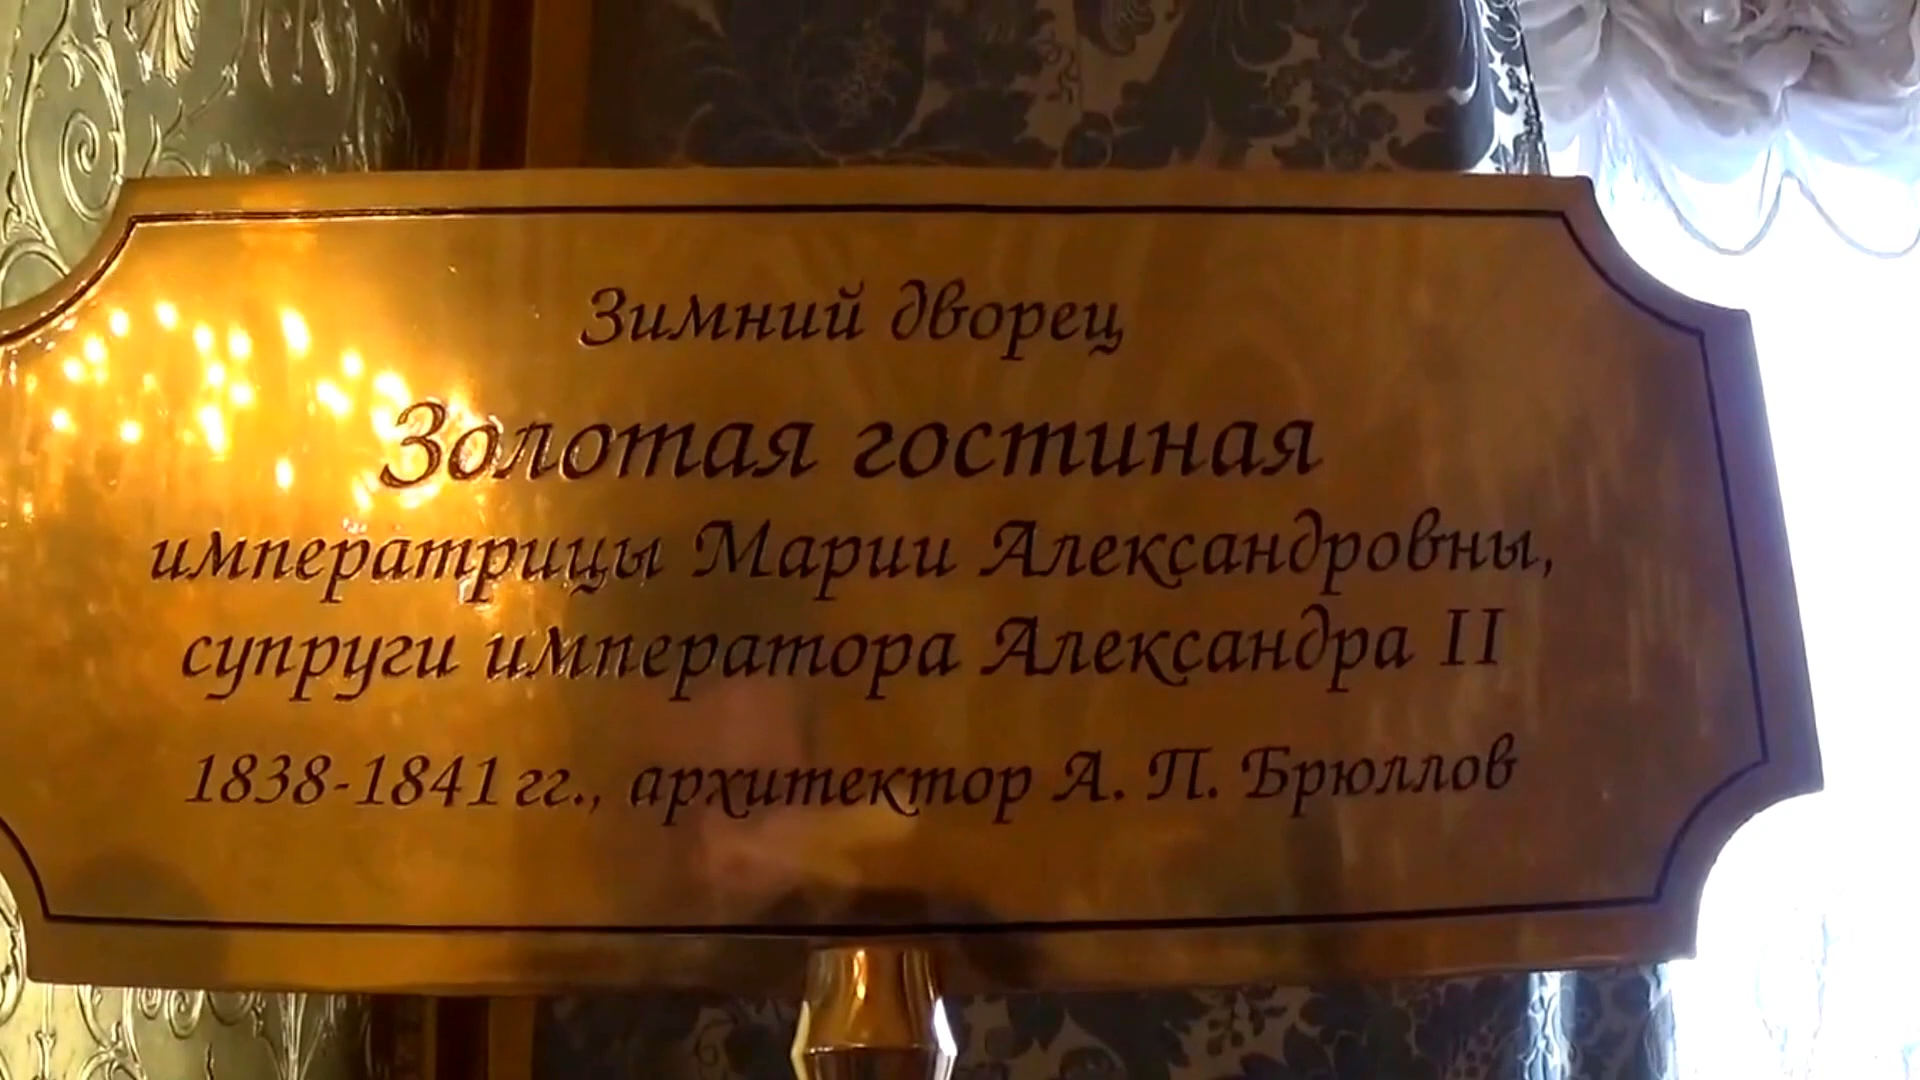 Зимний дворец
Золотая гостиная
императрицы Марии Александровны,
супруги императора Александра II
1838-1841 гг., архитектор А. П. Брюллов